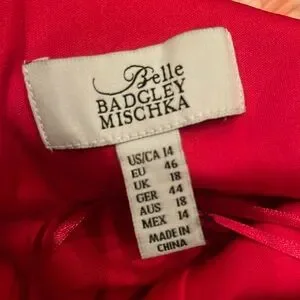 Belle
BADGLEY
MISCHKA
US/CA 14
EU 46
UK 18
GER 44
AUS 18
MEX 14
MADE IN
CHINA